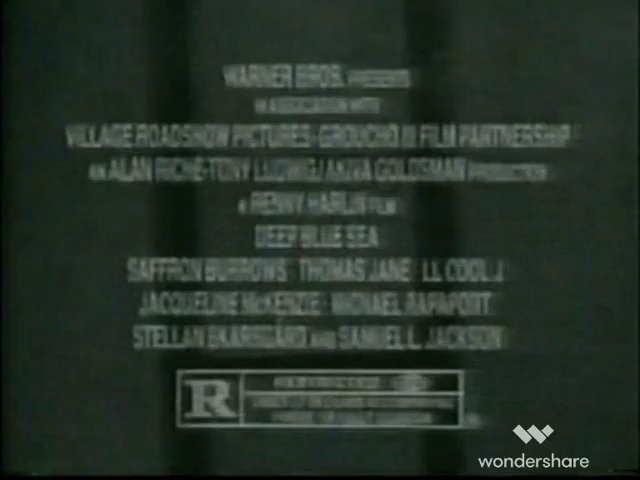 WARNER BROS. PRESENTS
IN ASSOCIATION WITH
VILLAGE ROADSHOW PICTURES-GROUCHO III FILM PARTNERSHIP
AN ALAN RICHE-TONY LUDWIG/AKIVA GOLDSMAN PRODUCTION
A RENNY HARLIN FILM
DEEP BLUE SEA
SAFFRON BURROWS THOMAS JANE LL COOL J
JACQUELINE McKENZIE MICHAEL RAPAPORT
STELLAN SKARSGÅRD AND SAMUEL L. JACKSON
R RESTRICTED
wondershare